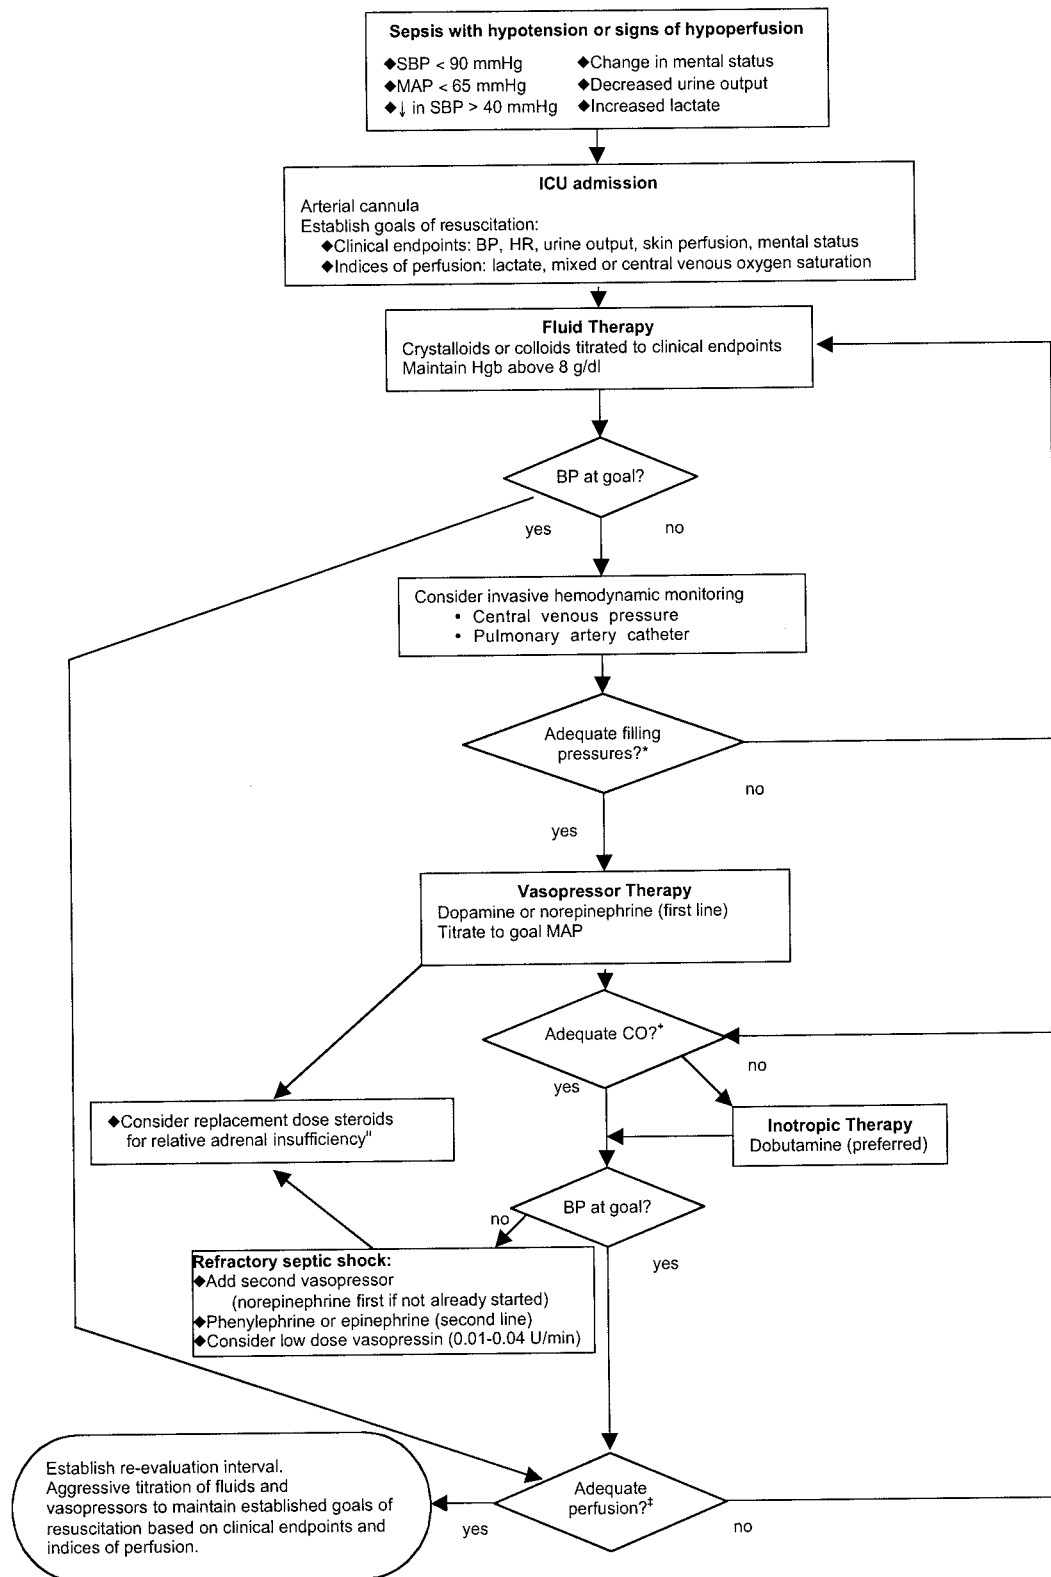 Sepsis with hypotension or signs of hypoperfusion
◆SBP < 90 mmHg ◆Change in mental status
◆MAP < 65 mmHg ◆Decreased urine output
◆↓ in SBP > 40 mmHg ◆Increased lactate
ICU admission
Arterial cannula
Establish goals of resuscitation:
◆Clinical endpoints: BP, HR, urine output, skin perfusion, mental status
◆Indices of perfusion: lactate, mixed or central venous oxygen saturation
Fluid Therapy
Crystalloids or colloids titrated to clinical endpoints
Maintain Hgb above 8 g/dl
BP at goal?
yes no
Consider invasive hemodynamic monitoring
• Central venous pressure
• Pulmonary artery catheter
Adequate filling
pressures?*
no
yes
Vasopressor Therapy
Dopamine or norepinephrine (first line)
Titrate to goal MAP
Adequate CO?⁺
no
yes
◆Consider replacement dose steroids
for relative adrenal insufficiency"
Inotropic Therapy
Dobutamine (preferred)
BP at goal?
no
yes
Refractory septic shock:
◆Add second vasopressor
(norepinephrine first if not already started)
◆Phenylephrine or epinephrine (second line)
◆Consider low dose vasopressin (0.01-0.04 U/min)
Establish re-evaluation interval.
Aggressive titration of fluids and
vasopressors to maintain established goals of
resuscitation based on clinical endpoints and
indices of perfusion.
Adequate
perfusion?‡
yes
no